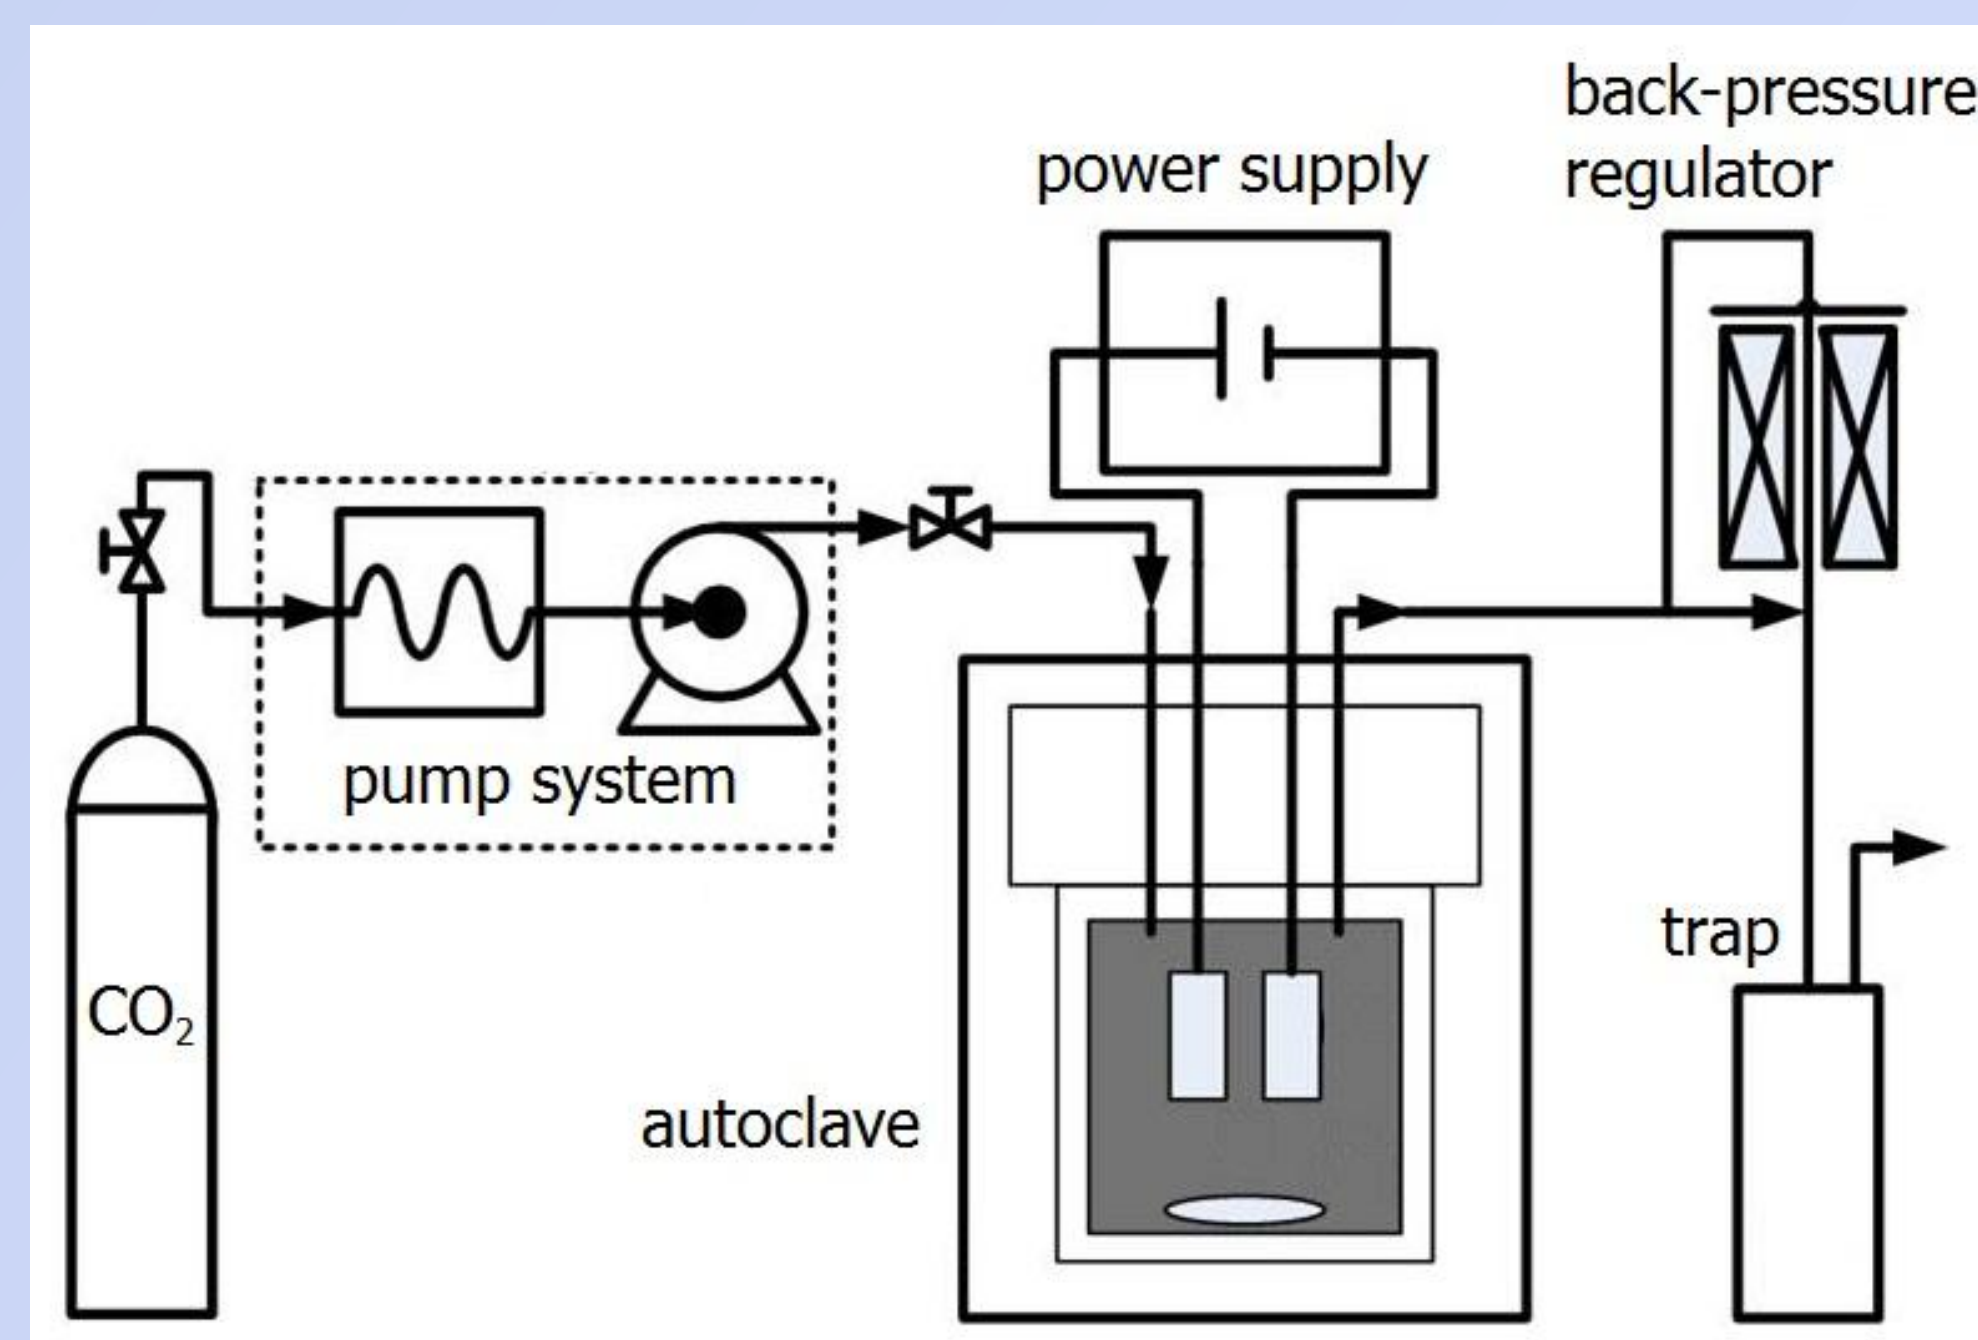 back-pressure
regulator
power supply
pump system
CO₂
trap
autoclave